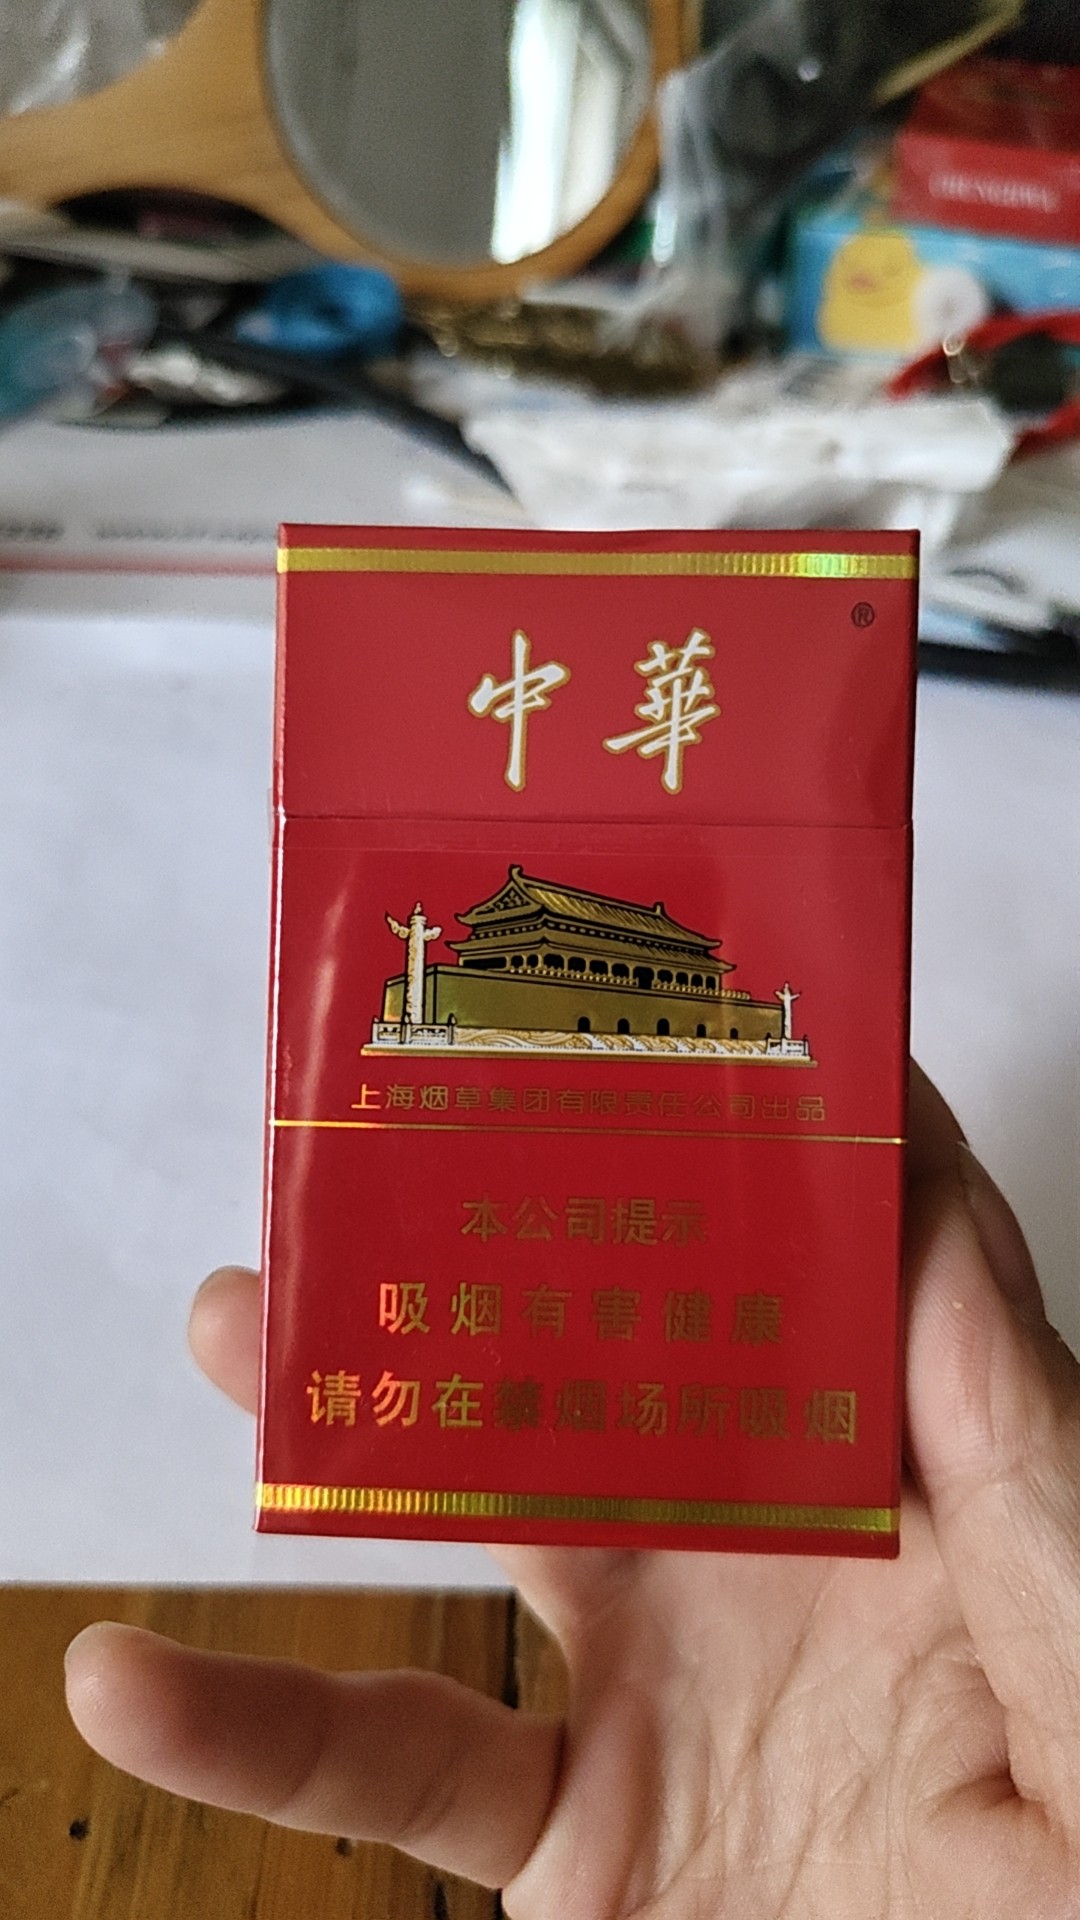 中華
®
上海烟草集团有限责任公司出品
本公司提示
吸烟有害健康
请勿在禁烟场所吸烟